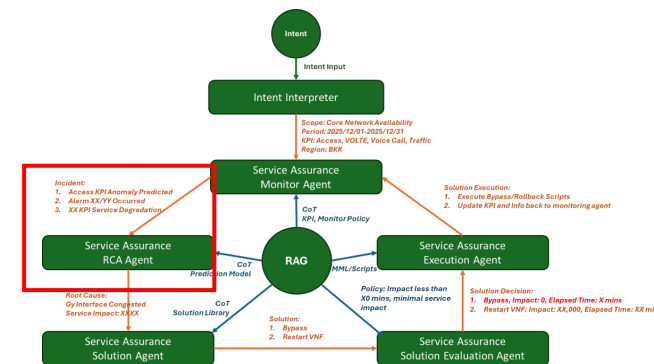 Intent
Intent Input
Intent Interpreter
Scope: Core Network Availability
Period: 2025/12/01-2025/12/31
KPI: Access, VOLTE, Voice Call, Traffic
Region: BKK
Service Assurance
Monitor Agent
Incident:
1. Access KPI Anomaly Predicted
2. Alarm XX/YY Occurred
3. XX KPI Service Degradation
Solution Execution:
1. Execute Bypass/Rollback Scripts
2. Update KPI and Info back to monitoring agent
CoT
KPI, Monitor Policy
Service Assurance
RCA Agent
CoT
Prediction Model
RAG
MML/Scripts
Service Assurance
Execution Agent
Root Cause:
Gy Interface Congested
Service Impact: XXXX
CoT
Solution Library
Policy: Impact less than
X0 mins, minimal service
impact
Solution Decision:
1. Bypass, Impact: 0, Elapsed Time: X mins
2. Restart VNF: Impact: XX,000, Elapsed Time: XX mi
Solution:
1. Bypass
2. Restart VNF
Service Assurance
Solution Agent
Service Assurance
Solution Evaluation Agent